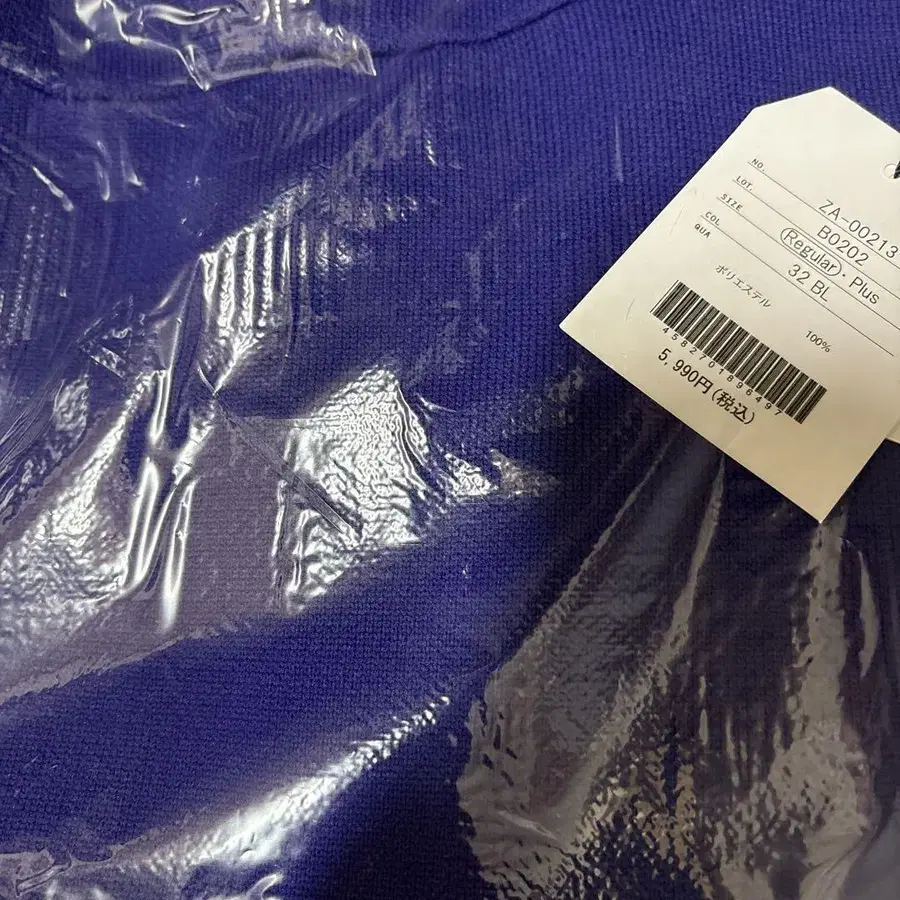 NO. ZA-00213
LOT. B0202
SIZE Regular・Plus
COL 32 BL
QUA
ポリエステル 100%
4582701896497
5,990円(税込)